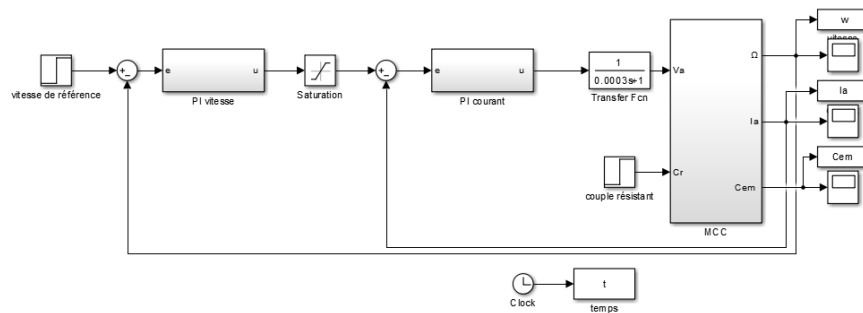 w
vitesse
+
-
e
u
vitesse de référence
PI vitesse
Saturation
+
-
e
u
PI courant
1
0.0003s+1
Transfer Fcn
Va
Ω
Ia
Ia
Cr
Cem
Cem
couple résistant
MCC
Clock
t
temps